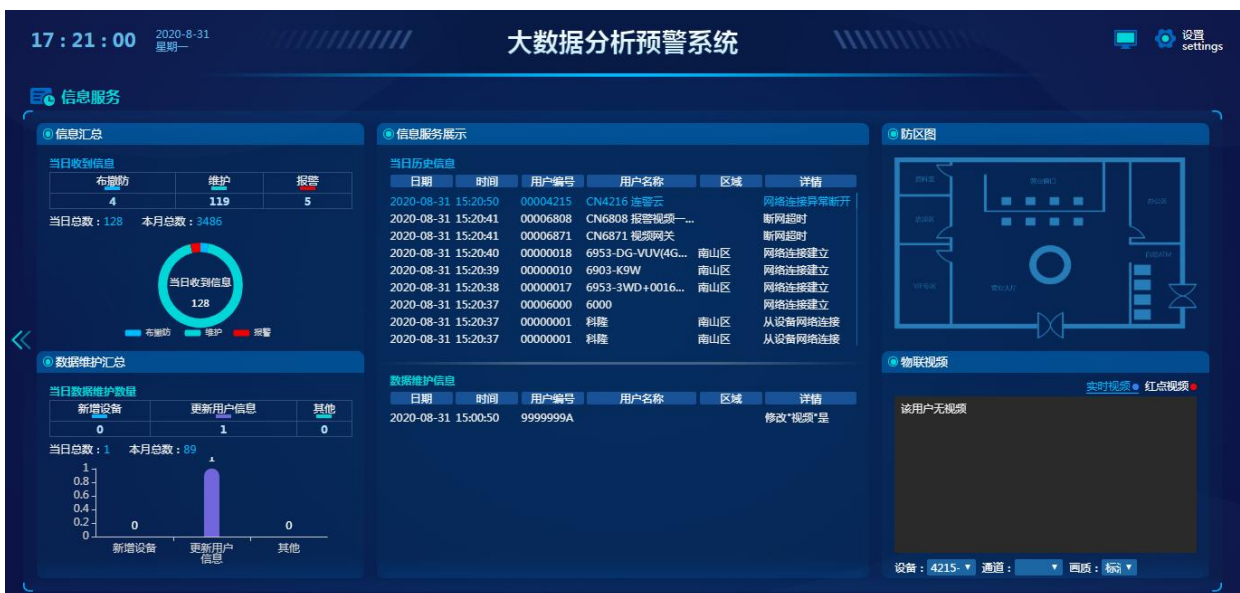 17 : 21 : 00
2020-8-31
星期一
大数据分析预警系统
设置
settings
信息服务
信息汇总
当日收到信息
布撤防 维护 报警
4 119 5
当日总数：128 本月总数：3486
当日收到信息
128
布撤防 维护 报警
数据维护汇总
当日数据维护数量
新增设备 更新用户信息 其他
0 1 0
当日总数：1 本月总数：89
1
1
0.8
0.6
0.4
0.2
0
0 0
新增设备 更新用户信息 其他
信息服务展示
当日历史信息
日期 时间 用户编号 用户名称 区域 详情
2020-08-31 15:20:50 00004215 CN4216 连警云 网络连接异常断开
2020-08-31 15:20:41 00006808 CN6808 报警视频一... 断网超时
2020-08-31 15:20:41 00006871 CN6871 视频网关 断网超时
2020-08-31 15:20:40 00000018 6953-DG-VUV(4G... 南山区 网络连接建立
2020-08-31 15:20:39 00000010 6903-K9W 南山区 网络连接建立
2020-08-31 15:20:38 00000017 6953-3WD+0016... 南山区 网络连接建立
2020-08-31 15:20:37 00006000 6000 网络连接建立
2020-08-31 15:20:37 00000001 科隆 南山区 从设备网络连接
2020-08-31 15:20:37 00000001 科隆 南山区 从设备网络连接
数据维护信息
日期 时间 用户编号 用户名称 区域 详情
2020-08-31 15:00:50 9999999A 修改"视频"是
防区图
营业大厅
物联视频
实时视频 红点视频
该用户无视频
设备：4215- 通道： 画质：标清